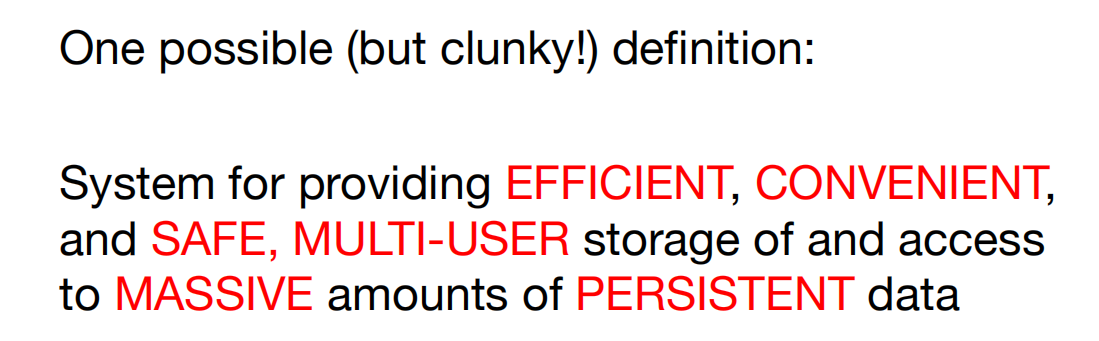 One possible (but clunky!) definition:
System for providing EFFICIENT, CONVENIENT,
and SAFE, MULTI-USER storage of and access
to MASSIVE amounts of PERSISTENT data